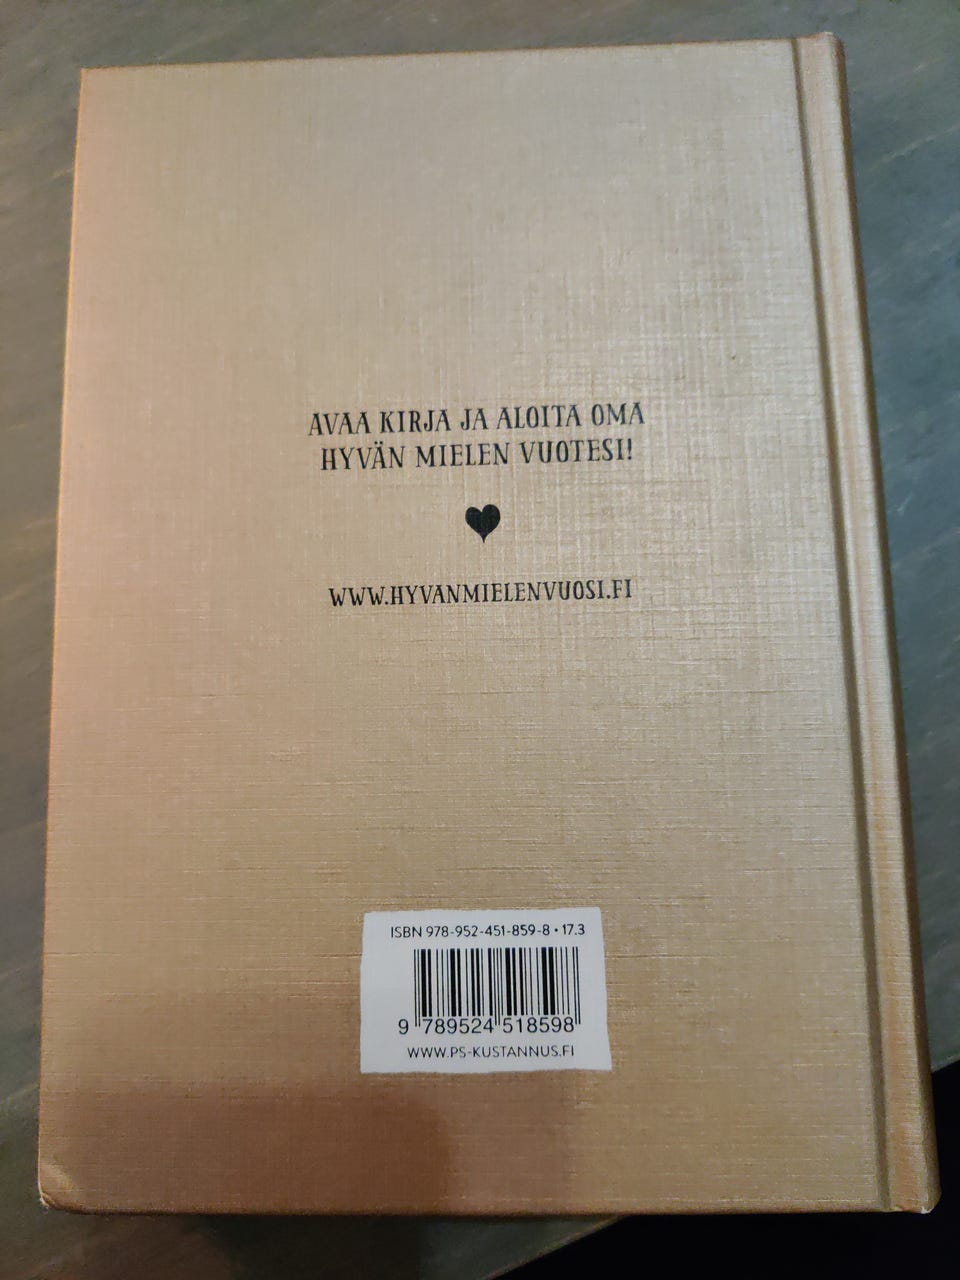 AVAA KIRJA JA ALOITA OMA
HYVÄN MIELEN VUOTESI!
WWW.HYVANMIELENVUOSI.FI
ISBN 978-952-451-859-8 • 17.3
9 789524 518598
WWW.PS-KUSTANNUS.FI